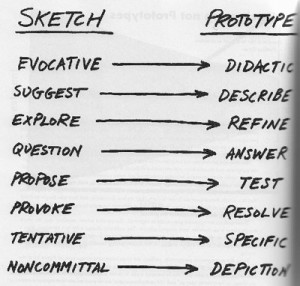 SKETCH PROTOTYPE
EVOCATIVE DIDACTIC
SUGGEST DESCRIBE
EXPLORE REFINE
QUESTION ANSWER
PROPOSE TEST
PROVOKE RESOLVE
TENTATIVE SPECIFIC
NONCOMMITTAL DEPICTION